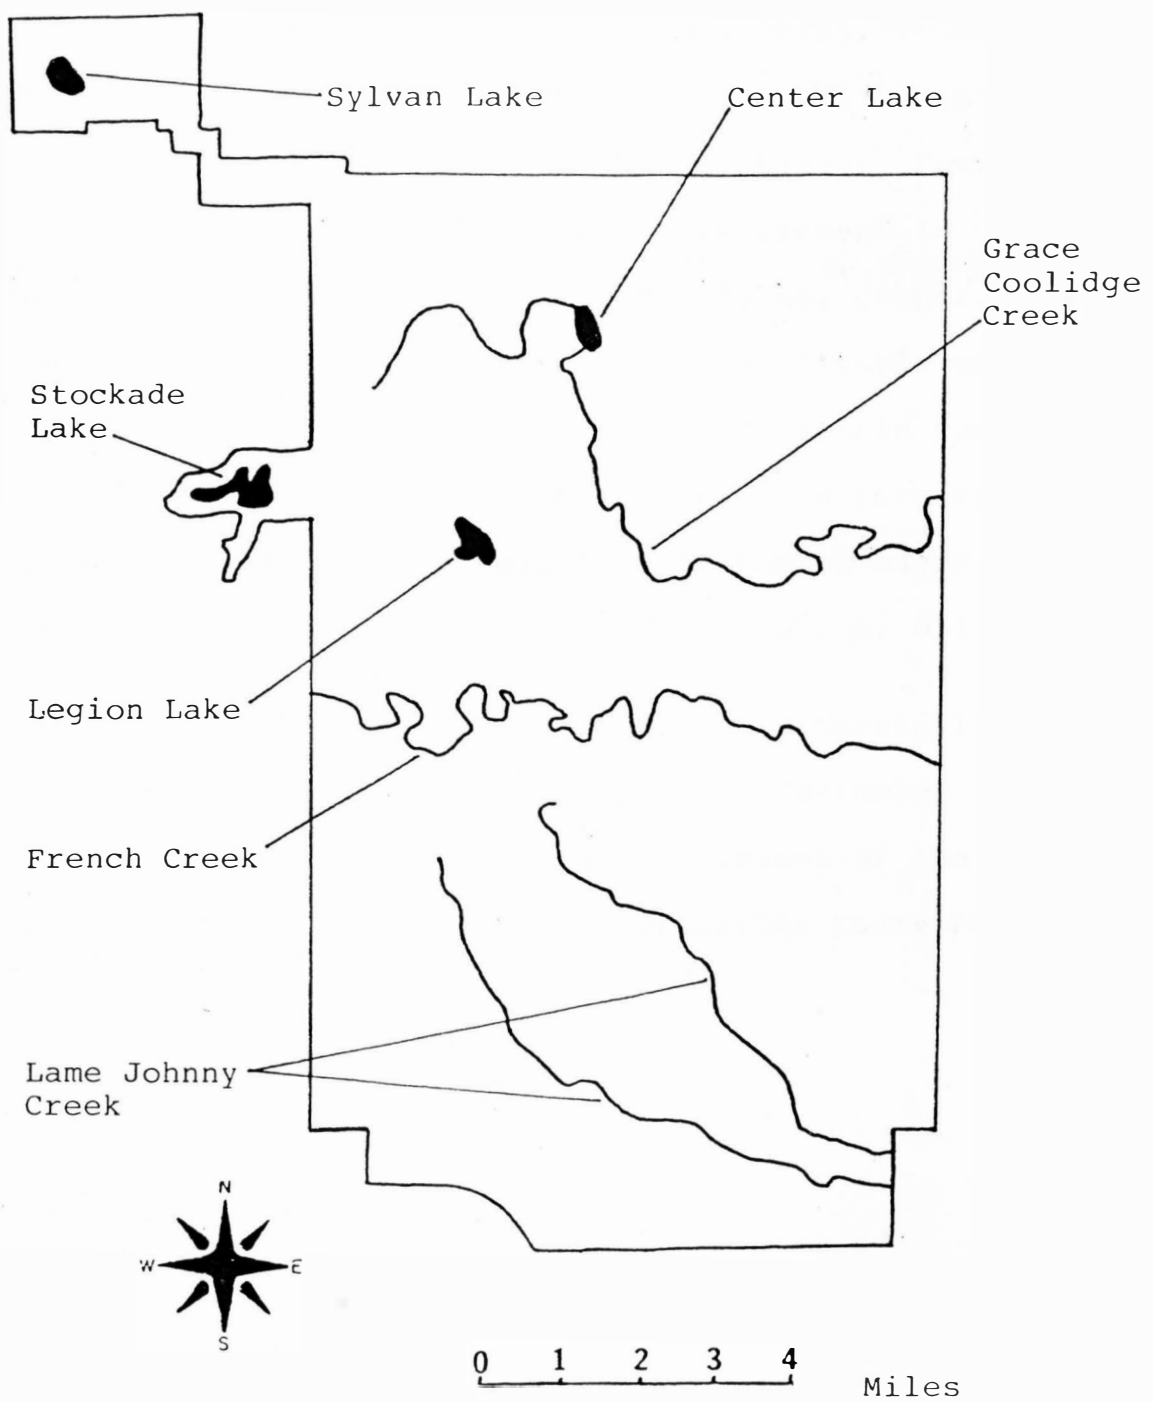 Sylvan Lake
Center Lake
Grace
Coolidge
Creek
Stockade
Lake
Legion Lake
French Creek
Lame Johnny
Creek
N
W E
S
0 1 2 3 4
Miles